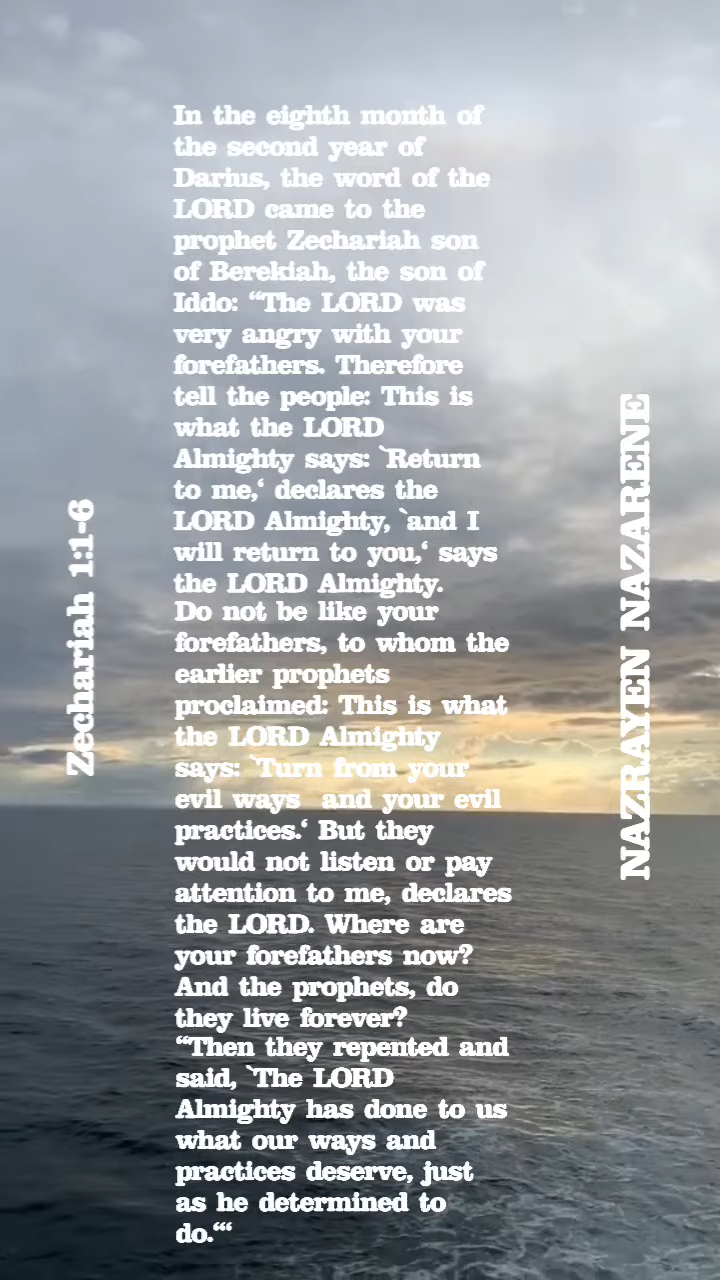 In the eighth month of
the second year of
Darius, the word of the
LORD came to the
prophet Zechariah son
of Berekiah, the son of
Iddo: “The LORD was
very angry with your
forefathers. Therefore
tell the people: This is
what the LORD
Almighty says: `Return
to me,‘ declares the
LORD Almighty, `and I
will return to you,‘ says
the LORD Almighty.
Do not be like your
forefathers, to whom the
earlier prophets
proclaimed: This is what
the LORD Almighty
says: `Turn from your
evil ways  and your evil
practices.‘ But they
would not listen or pay
attention to me, declares
the LORD. Where are
your forefathers now?
And the prophets, do
they live forever?
“Then they repented and
said, `The LORD
Almighty has done to us
what our ways and
practices deserve, just
as he determined to
do.“‘
Zechariah 1:1-6
NAZRAYEN NAZARENE